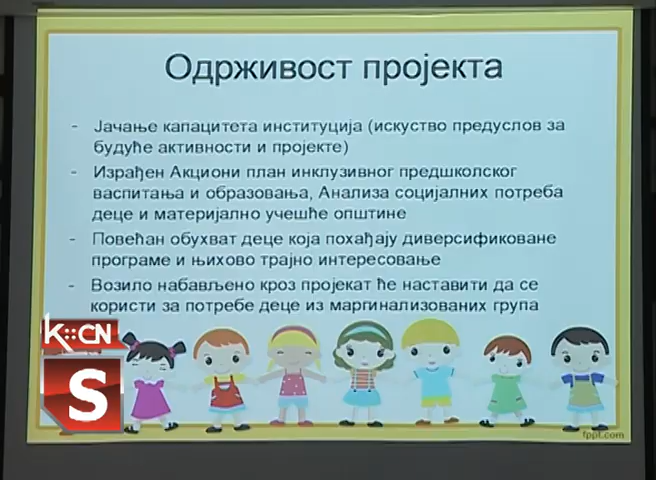 Одрживост пројекта
- Јачање капацитета институција (искуство предуслов за
будуће активности и пројекте)
- Израђен Акциони план инклузивног предшколског
васпитања и образовања, Анализа социјалних потреба
деце и материјално учешће општине
- Повећан обухват деце која похађају диверсификоване
програме и њихово трајно интересовање
- Возило набављено кроз пројекат ће наставити да се
користи за потребе деце из маргинализованих група
K::CN
S
fppt.com